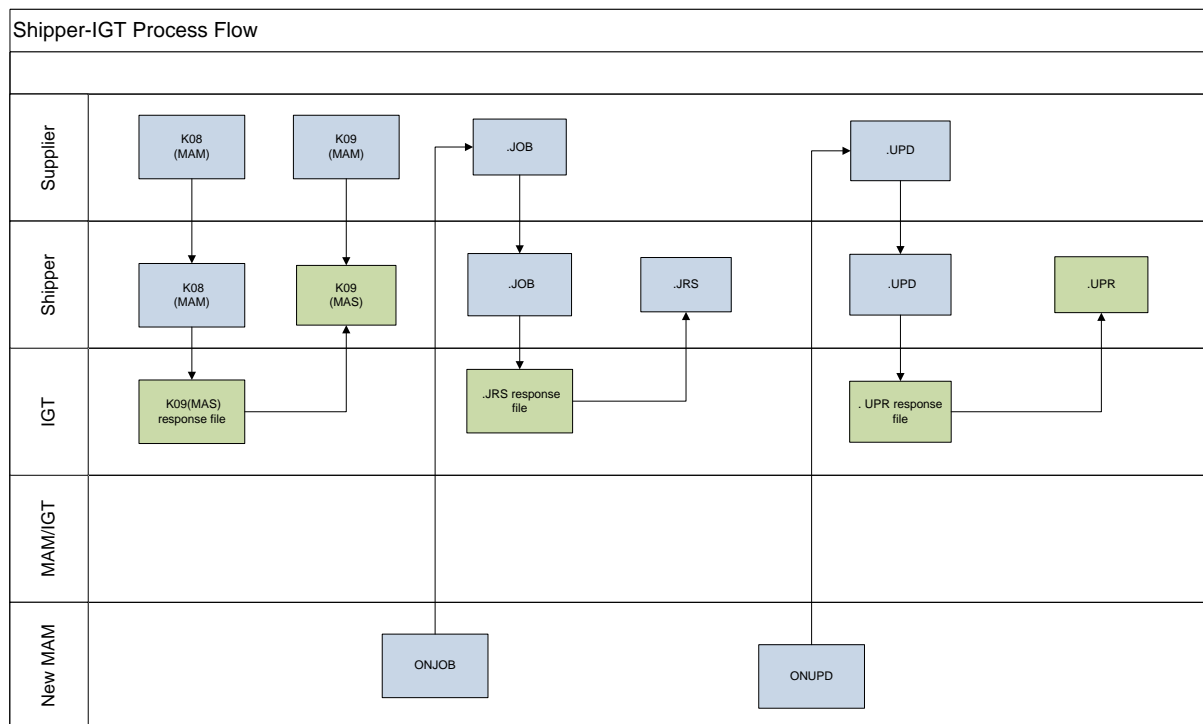 Shipper-IGT Process Flow
Supplier
K08
(MAM)
K09
(MAM)
.JOB
.UPD
Shipper
K08
(MAM)
K09
(MAS)
.JOB
.JRS
.UPD
.UPR
IGT
K09(MAS)
response file
.JRS response
file
. UPR response
file
MAM/IGT
New MAM
ONJOB
ONUPD